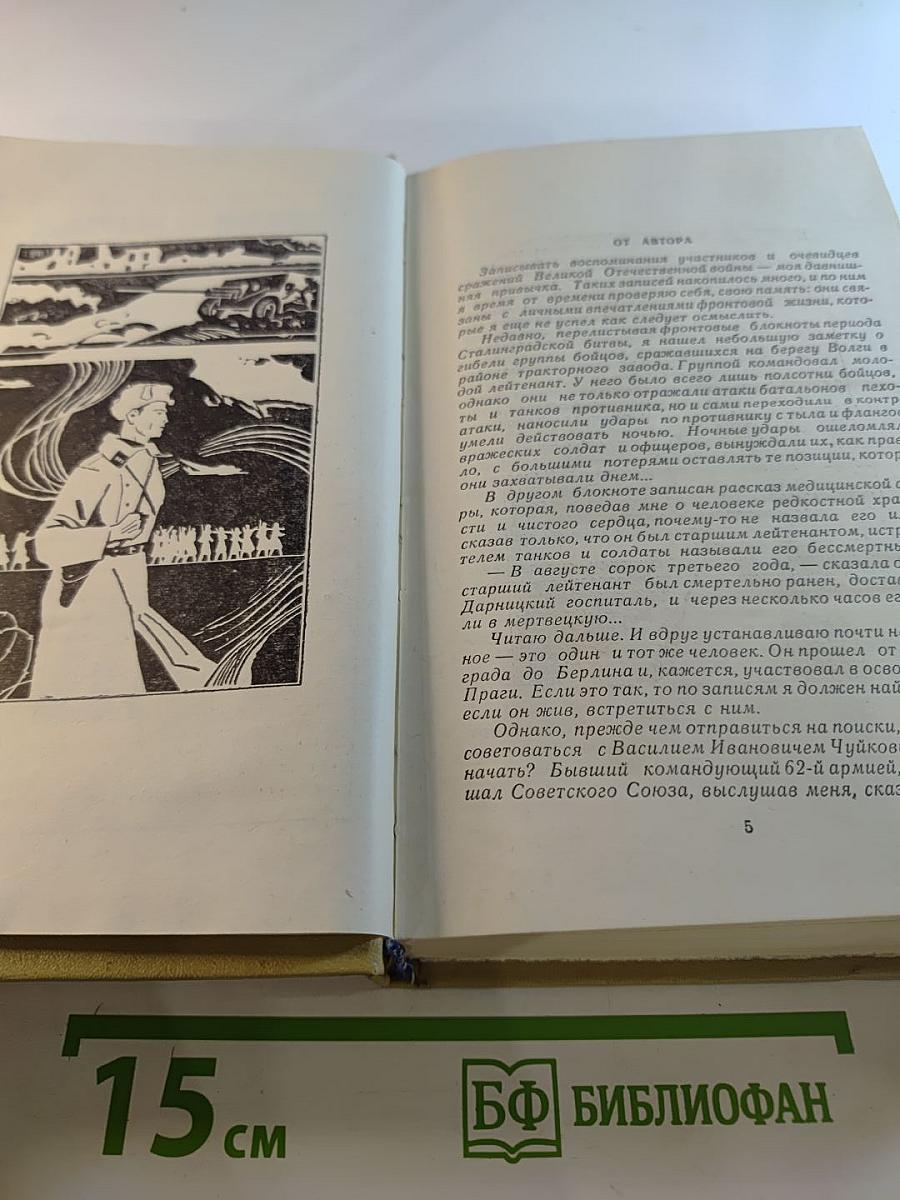 ОТ АВТОРА
Записывать воспоминания участников и очевидцев
сражений Великой Отечественной войны — моя давниш-
няя привычка. Таких записей накопилось много, и по ним
я время от времени проверяю себя, свою память: они свя-
заны с личными впечатлениями фронтовой жизни, кото-
рые я еще не успел как следует осмыслить.
Недавно, перелистывая фронтовые блокноты периода
Сталинградской битвы, я нашел небольшую заметку о
гибели группы бойцов, сражавшихся на берегу Волги в
районе тракторного завода. Группой командовал моло-
дой лейтенант. У него было всего лишь полсотни бойцов,
однако они не только отражали атаки батальонов пехо-
ты и танков противника, но и сами переходили в контр
атаки, наносили удары по противнику с тыла и флангов
умели действовать ночью. Ночные удары ошеломлял
вражеских солдат и офицеров, вынуждали их, как прав
ло, с большими потерями оставлять те позиции, котор
они захватывали днем...
В другом блокноте записан рассказ медицинской с
ры, которая, поведав мне о человеке редкостной хра
сти и чистого сердца, почему-то не назвала его и
сказав только, что он был старшим лейтенантом, истр
телем танков и солдаты называли его бессмертны
— В августе сорок третьего года, — сказала о
старший лейтенант был смертельно ранен, достав
Дарницкий госпиталь, и через несколько часов ег
ли в мертвецкую...
Читаю дальше. И вдруг устанавливаю почти н
ное — это один и тот же человек. Он прошел от
града до Берлина и, кажется, участвовал в осво
Праги. Если это так, то по записям я должен най
если он жив, встретиться с ним.
Однако, прежде чем отправиться на поиски,
советоваться с Василием Ивановичем Чуйкови
начать? Бывший командующий 62-й армией,
шал Советского Союза, выслушав меня, сказ
5
15 см
БФ БИБЛИОФАН